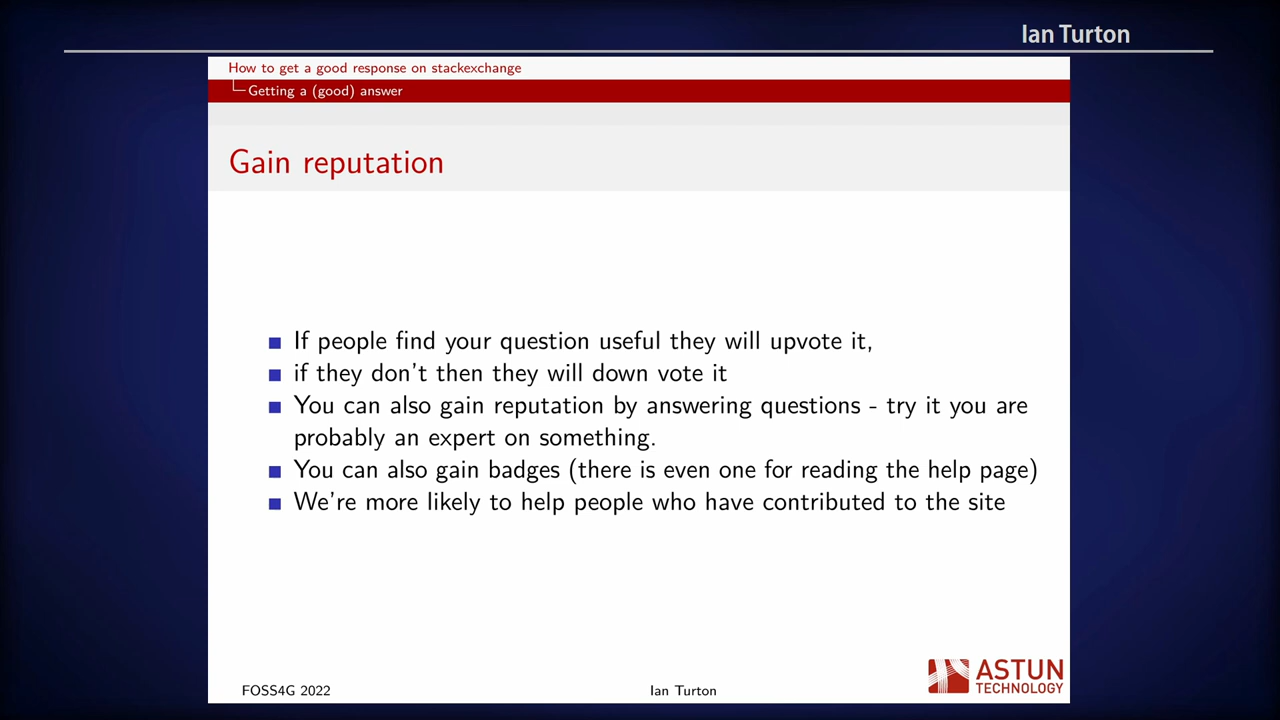 Ian Turton
How to get a good response on stackexchange
Getting a (good) answer
Gain reputation
If people find your question useful they will upvote it,
if they don't then they will down vote it
You can also gain reputation by answering questions - try it you are
probably an expert on something.
You can also gain badges (there is even one for reading the help page)
We're more likely to help people who have contributed to the site
ASTUN
TECHNOLOGY
FOSS4G 2022
Ian Turton